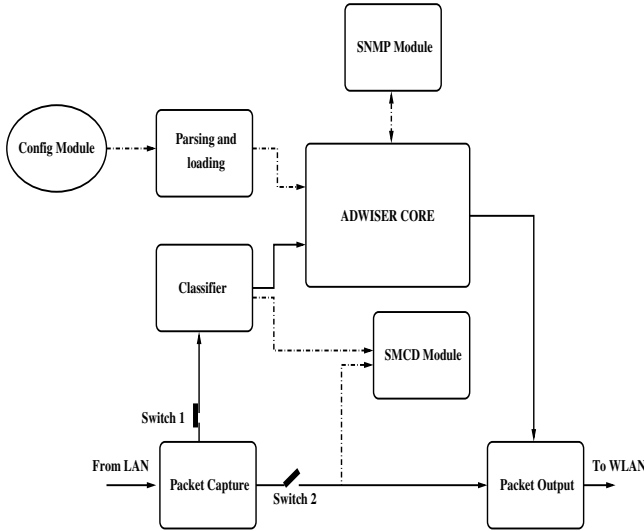 SNMP Module
Config Module
Parsing and
loading
ADWISER CORE
Classifier
SMCD Module
Switch 1
From LAN
Packet Capture
Switch 2
Packet Output
To WLAN